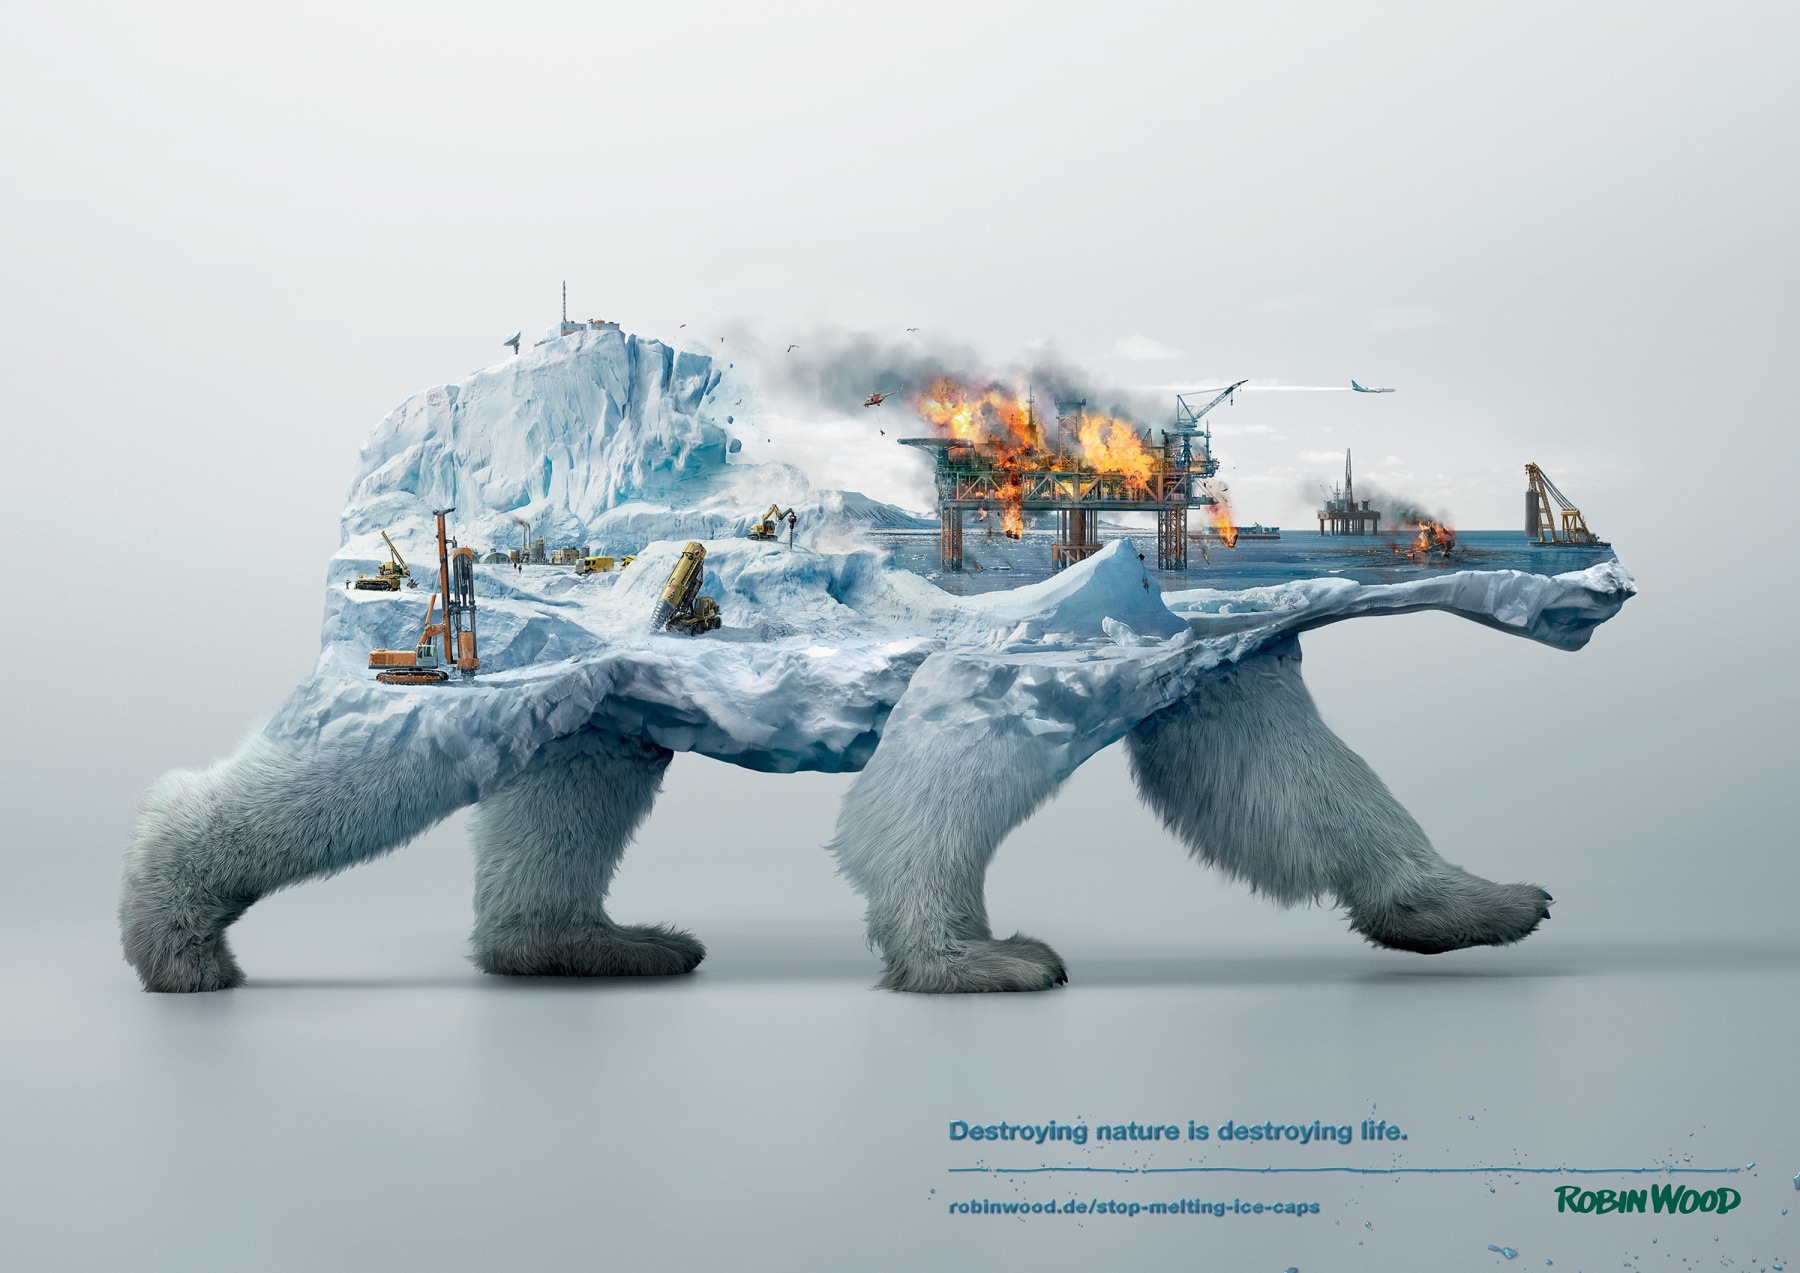 Destroying nature is destroying life.
robinwood.de/stop-melting-ice-caps
ROBIN WOOD